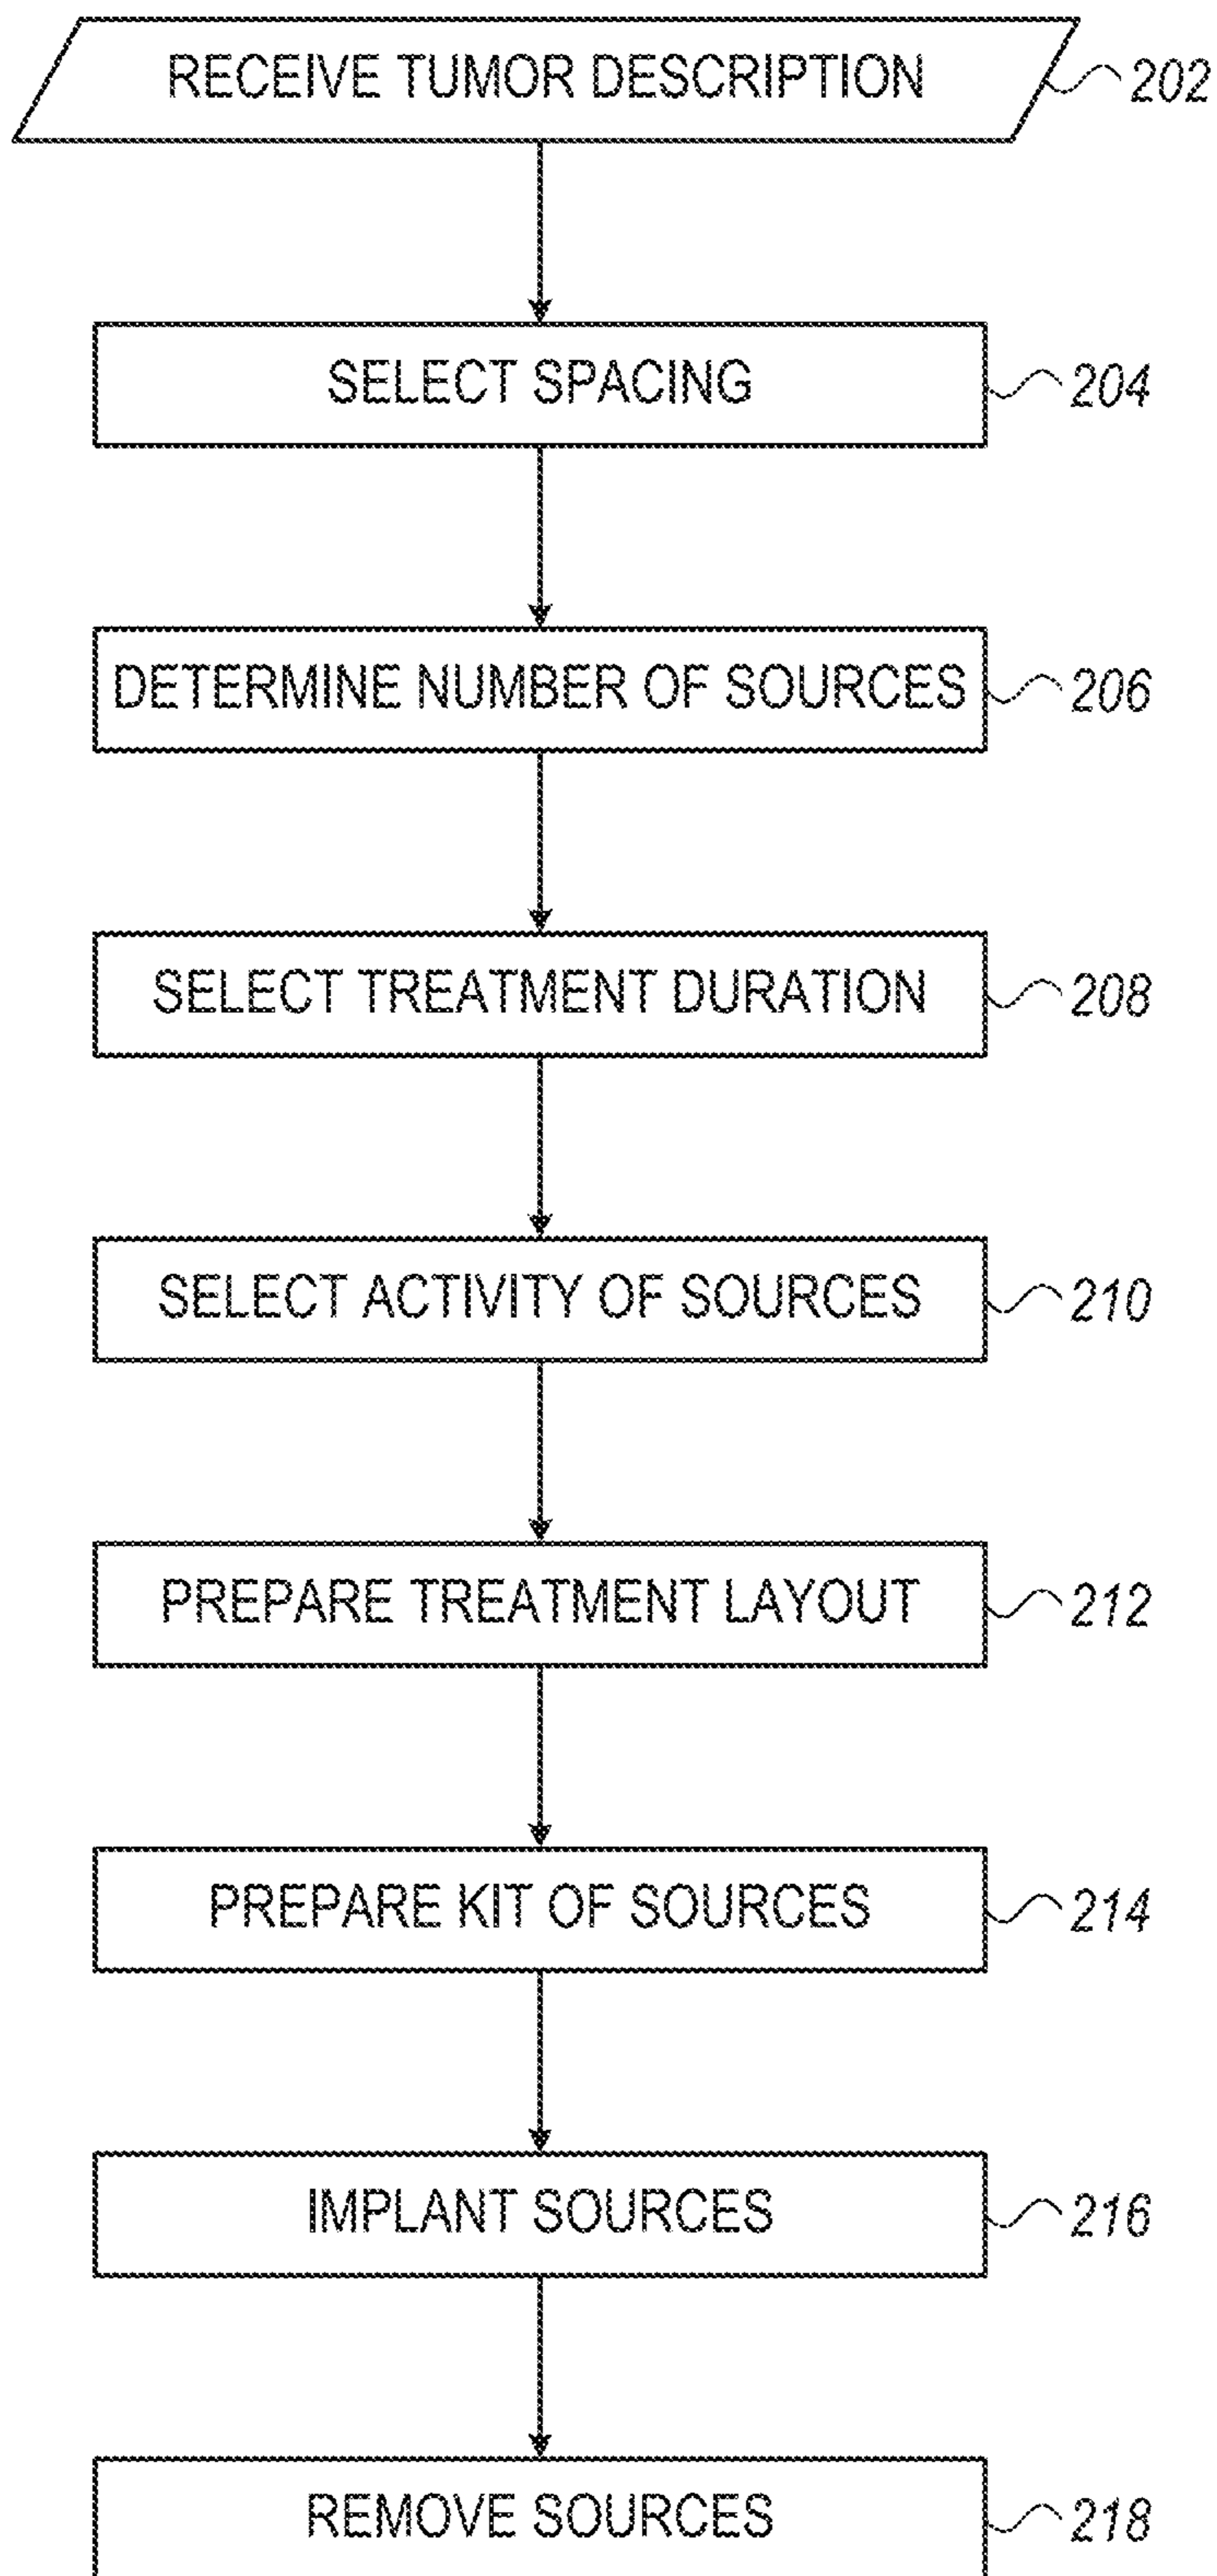 RECEIVE TUMOR DESCRIPTION 202
SELECT SPACING 204
DETERMINE NUMBER OF SOURCES 206
SELECT TREATMENT DURATION 208
SELECT ACTIVITY OF SOURCES 210
PREPARE TREATMENT LAYOUT 212
PREPARE KIT OF SOURCES 214
IMPLANT SOURCES 216
REMOVE SOURCES 218